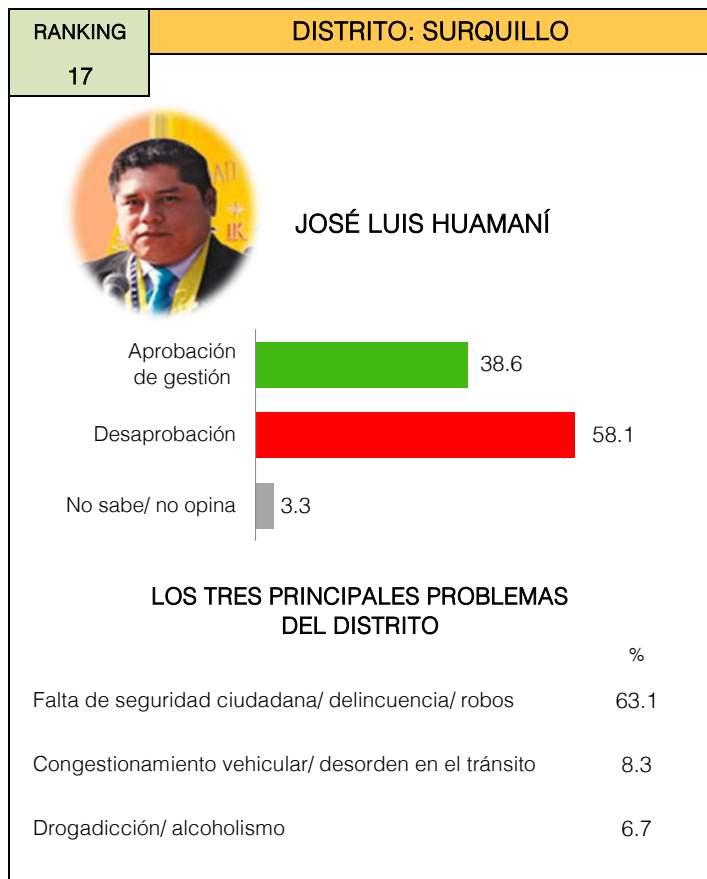 RANKING
17
DISTRITO: SURQUILLO
JOSÉ LUIS HUAMANÍ
Aprobación
de gestión
38.6
Desaprobación
58.1
No sabe/ no opina
3.3
LOS TRES PRINCIPALES PROBLEMAS
DEL DISTRITO
%
Falta de seguridad ciudadana/ delincuencia/ robos
63.1
Congestionamiento vehicular/ desorden en el tránsito
8.3
Drogadicción/ alcoholismo
6.7